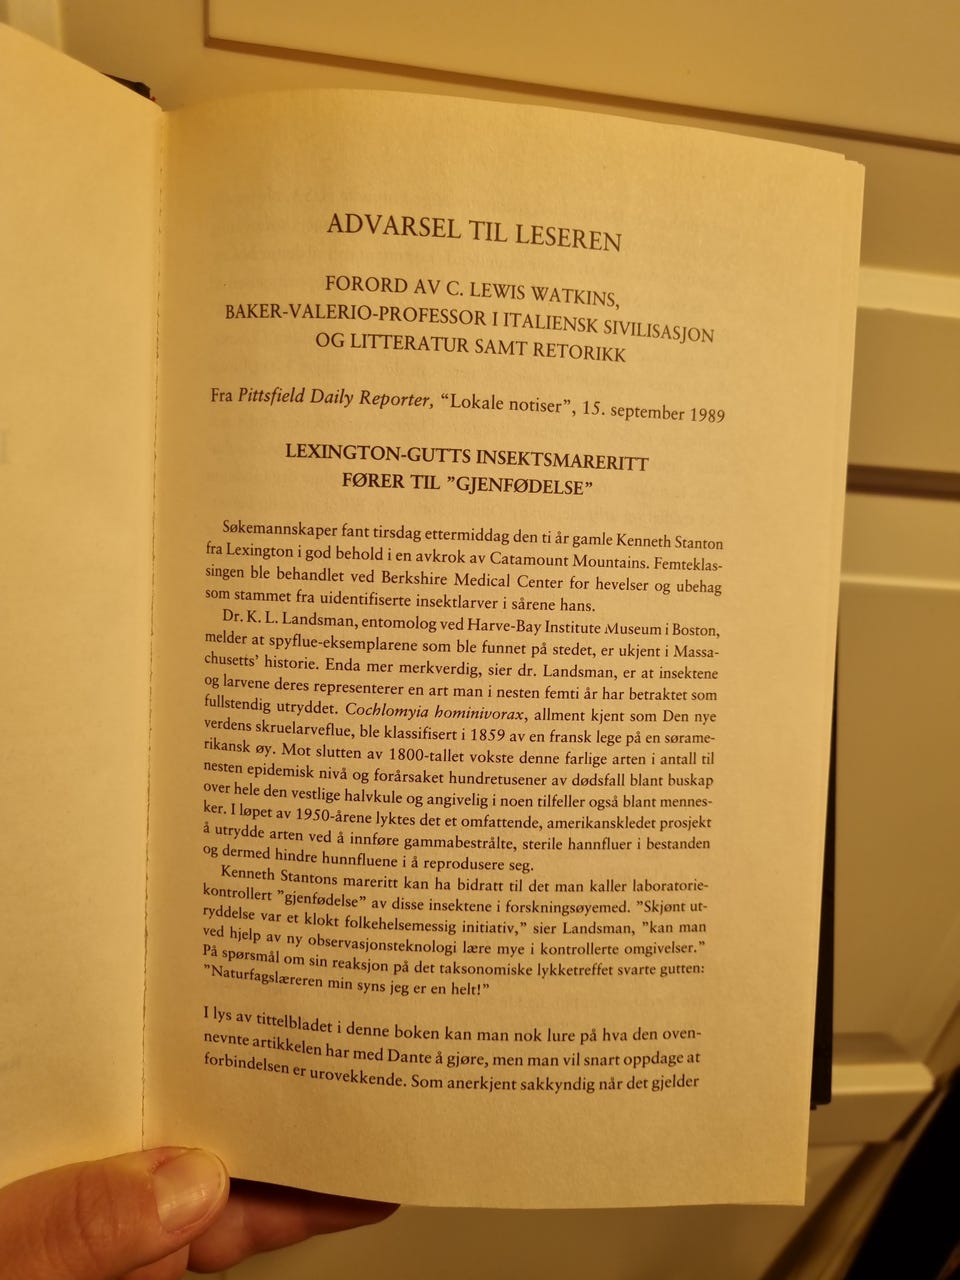 ADVARSEL TIL LESEREN
FORORD AV C. LEWIS WATKINS,
BAKER-VALERIO-PROFESSOR I ITALIENSK SIVILISASJON
OG LITTERATUR SAMT RETORIKK
Fra Pittsfield Daily Reporter, “Lokale notiser”, 15. september 1989
LEXINGTON-GUTTS INSEKTSMARERITT
FØRER TIL ”GJENFØDELSE”
Søkemannskaper fant tirsdag ettermiddag den ti år gamle Kenneth Stanton
fra Lexington i god behold i en avkrok av Catamount Mountains. Femteklas-
singen ble behandlet ved Berkshire Medical Center for hevelser og ubehag
som stammet fra uidentifiserte insektlarver i sårene hans.
Dr. K. L. Landsman, entomolog ved Harve-Bay Institute Museum i Boston,
melder at spyflue-eksemplarene som ble funnet på stedet, er ukjent i Massa-
chusetts’ historie. Enda mer merkverdig, sier dr. Landsman, er at insektene
og larvene deres representerer en art man i nesten femti år har betraktet som
fullstendig utryddet. Cochlomyia hominivorax, allment kjent som Den nye
verdens skruelarveflue, ble klassifisert i 1859 av en fransk lege på en søramе-
rikansk øy. Mot slutten av 1800-tallet vokste denne farlige arten i antall til
nesten epidemisk nivå og forårsaket hundretusener av dødsfall blant buskap
over hele den vestlige halvkule og angivelig i noen tilfeller også blant mennes-
ker. I løpet av 1950-årene lyktes det et omfattende, amerikanskledet prosjekt
å utrydde arten ved å innføre gammabestrålte, sterile hannfluer i bestanden
og dermed hindre hunnfluene i å reprodusere seg.
Kenneth Stantons mareritt kan ha bidratt til det man kaller laboratorie-
kontrollert ”gjenfødelse” av disse insektene i forskningsøyemed. ”Skjønt ut-
ryddelse var et klokt folkehelsemessig initiativ,” sier Landsman, ”kan man
ved hjelp av ny observasjonsteknologi lære mye i kontrollerte omgivelser.”
På spørsmål om sin reaksjon på det taksonomiske lykketreffet svarte gutten:
”Naturfagslæreren min syns jeg er en helt!”
I lys av tittelbladet i denne boken kan man nok lure på hva den oven-
nevnte artikkelen har med Dante å gjøre, men man vil snart oppdage at
forbindelsen er urovekkende. Som anerkjent sakkyndig når det gjelder